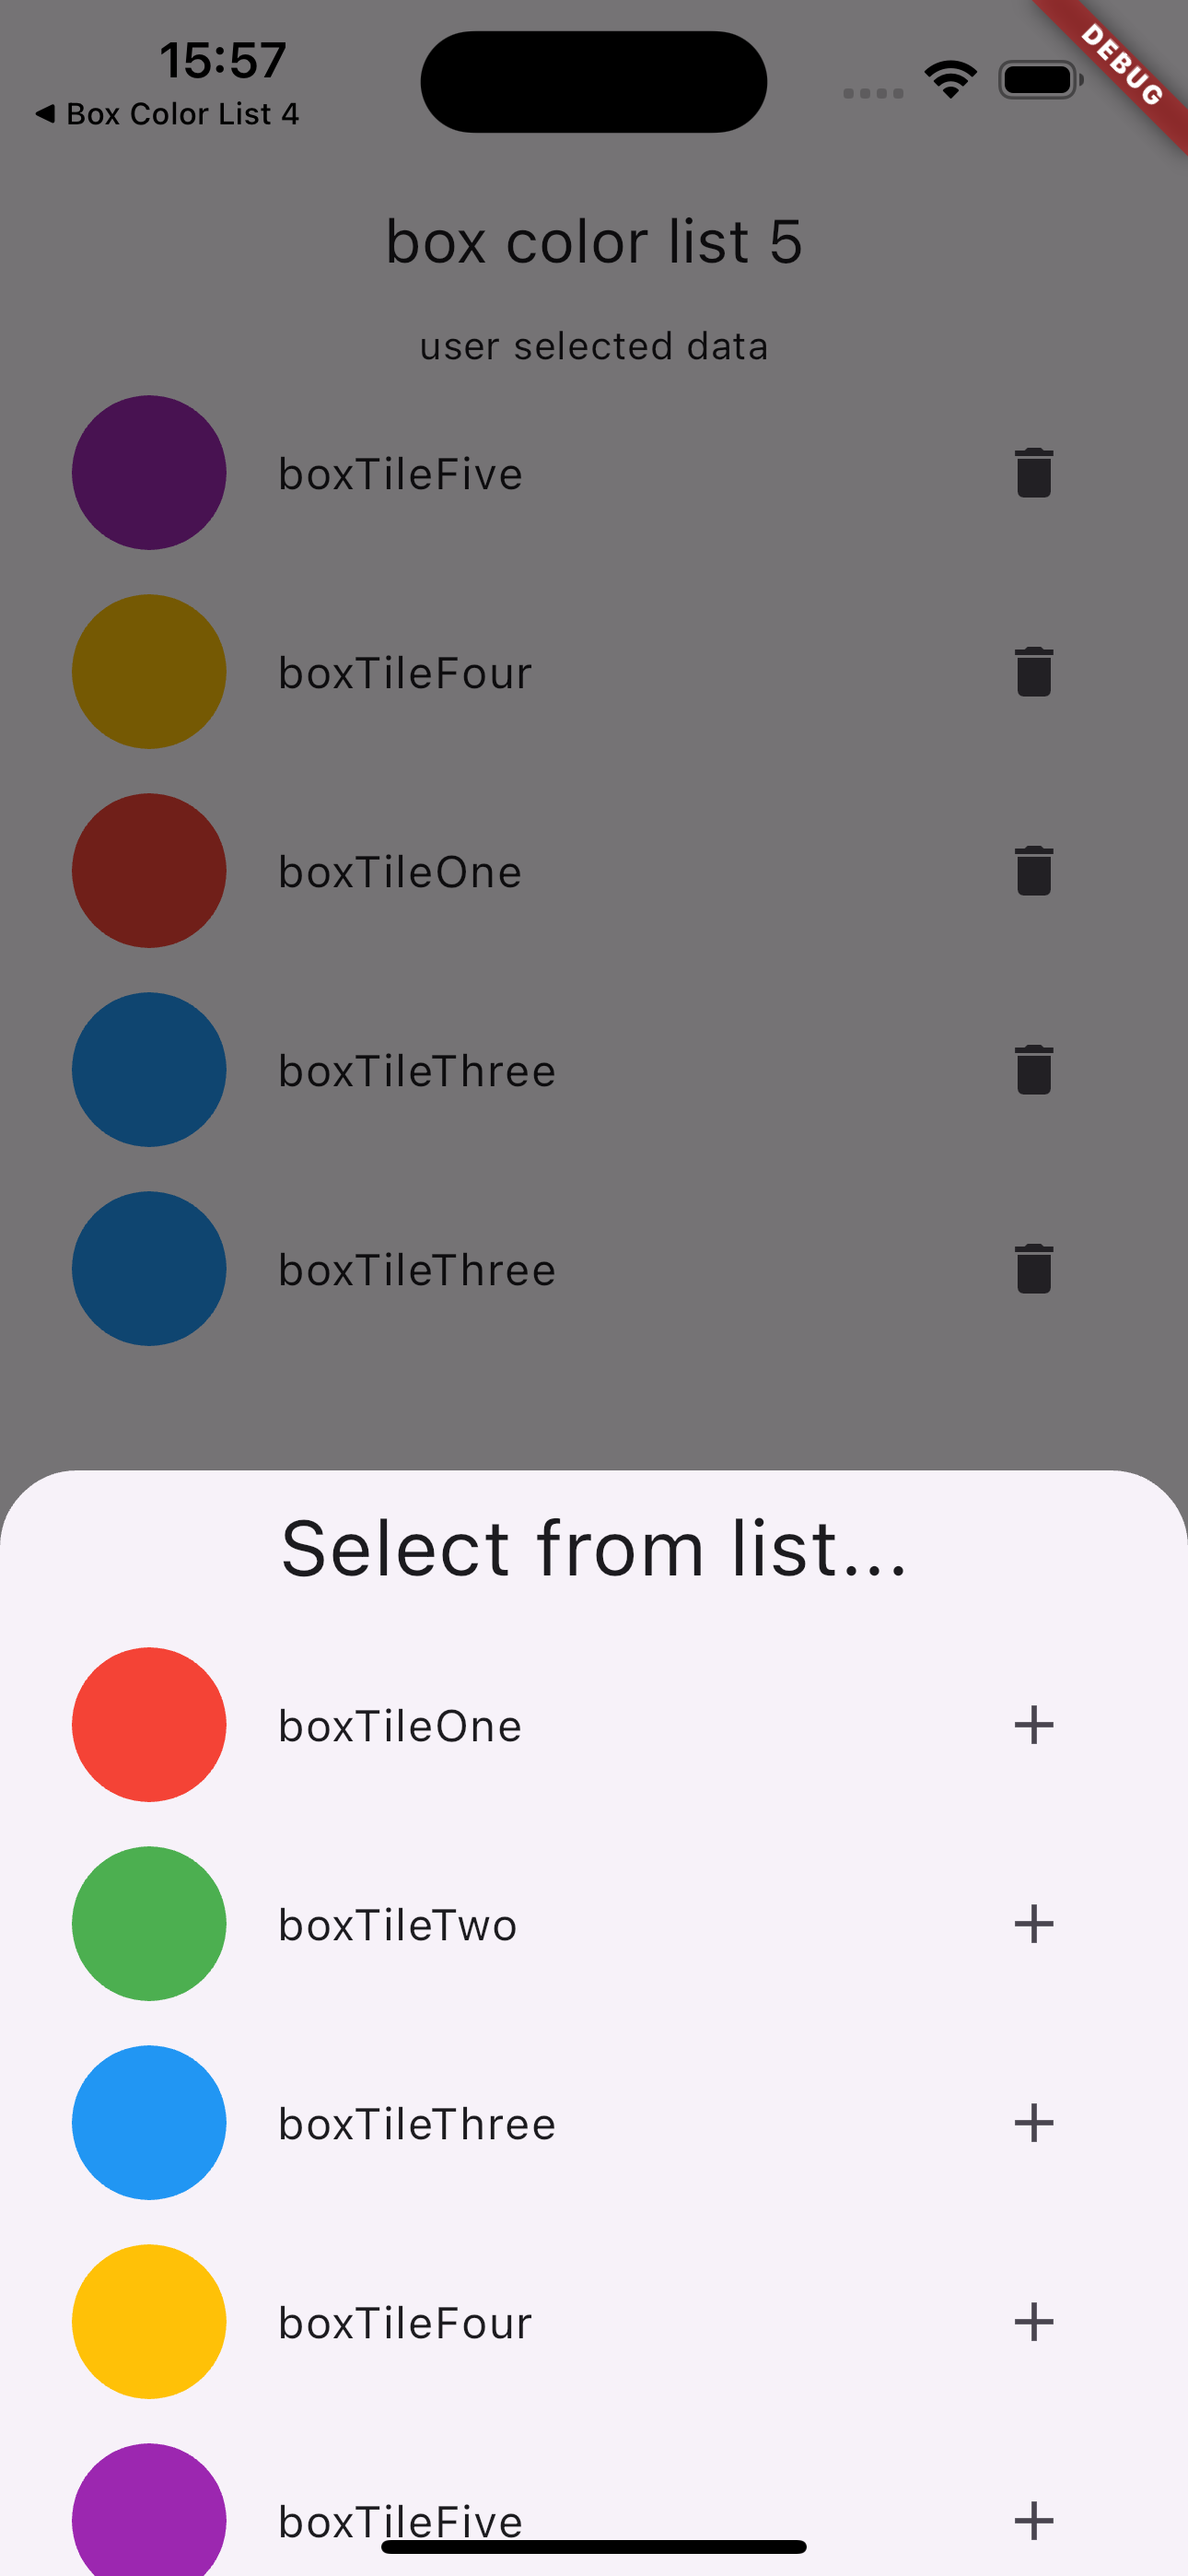 15:57
DEBUG
◀ Box Color List 4
box color list 5
user selected data
boxTileFive
boxTileFour
boxTileOne
boxTileThree
boxTileThree
Select from list...
boxTileOne
boxTileTwo
boxTileThree
boxTileFour
boxTileFive